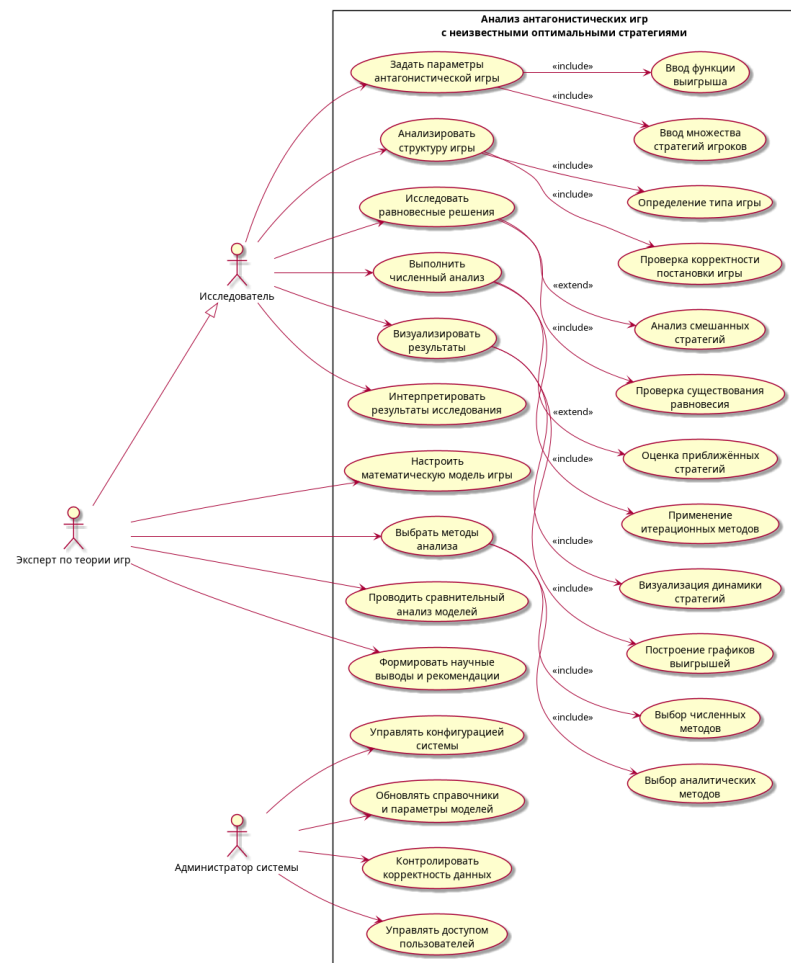 Анализ антагонистических игр
с неизвестными оптимальными стратегиями
Задать параметры
антагонистической игры
«include»
Ввод функции
выигрыша
«include»
Ввод множества
стратегий игроков
Анализировать
структуру игры
«include»
Определение типа игры
«include»
Проверка корректности
постановки игры
Исследовать
равновесные решения
Исследователь
Выполнить
численный анализ
«extend»
Анализ смешанных
стратегий
«include»
Визуализировать
результаты
Проверка существования
равновесия
Интерпретировать
результаты исследования
«extend»
Оценка приближённых
стратегий
«include»
Настроить
математическую модель игры
Применение
итерационных методов
Эксперт по теории игр
Выбрать методы
анализа
«include»
Визуализация динамики
стратегий
Проводить сравнительный
анализ моделей
«include»
Построение графиков
выигрышей
Формировать научные
выводы и рекомендации
«include»
Выбор численных
методов
«include»
Выбор аналитических
методов
Управлять конфигурацией
системы
Обновлять справочники
и параметры моделей
Администратор системы
Контролировать
корректность данных
Управлять доступом
пользователей